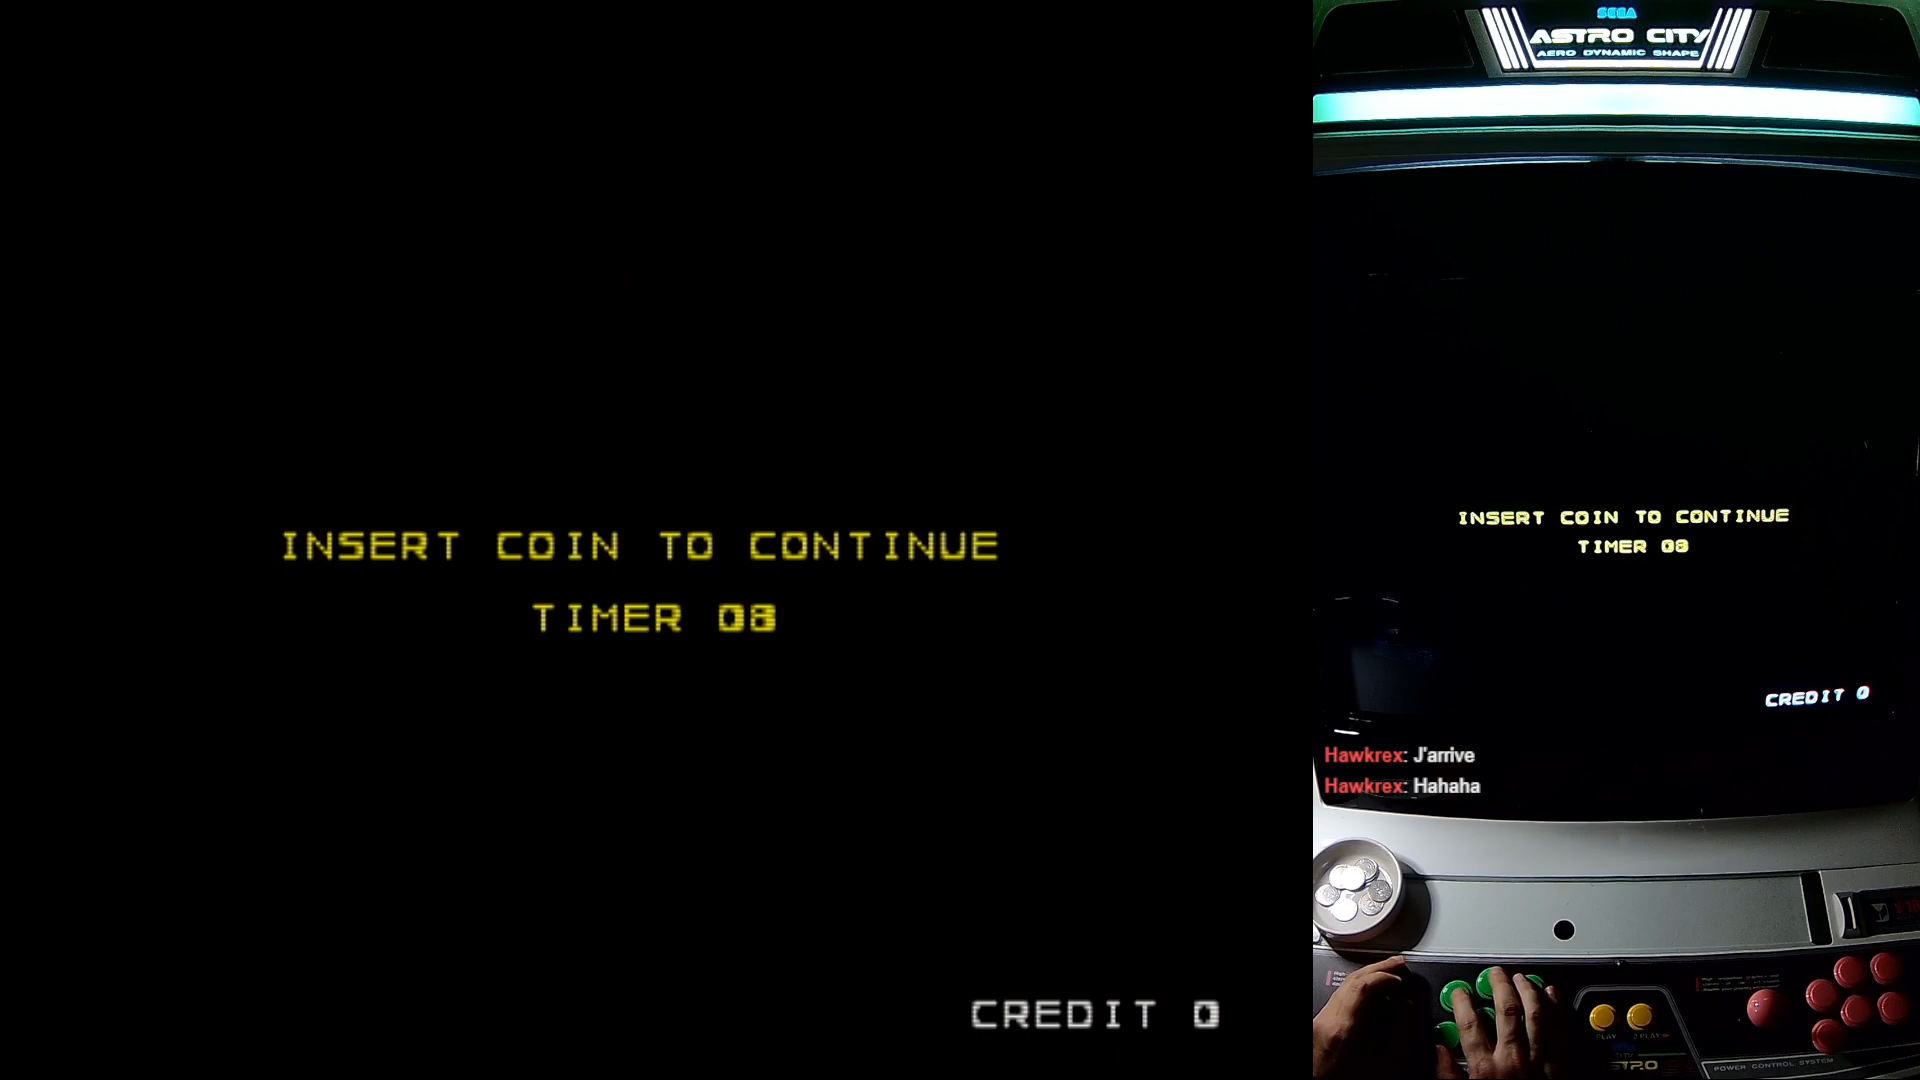 INSERT COIN TO CONTINUE
TIMER 08
CREDIT 0
SEGA
ASTRO CITY
AERO DYNAMIC SHAPE
INSERT COIN TO CONTINUE
TIMER 08
CREDIT 0
Hawkrex: J'arrive
Hawkrex: Hahaha
POWER CONTROL SYSTEM